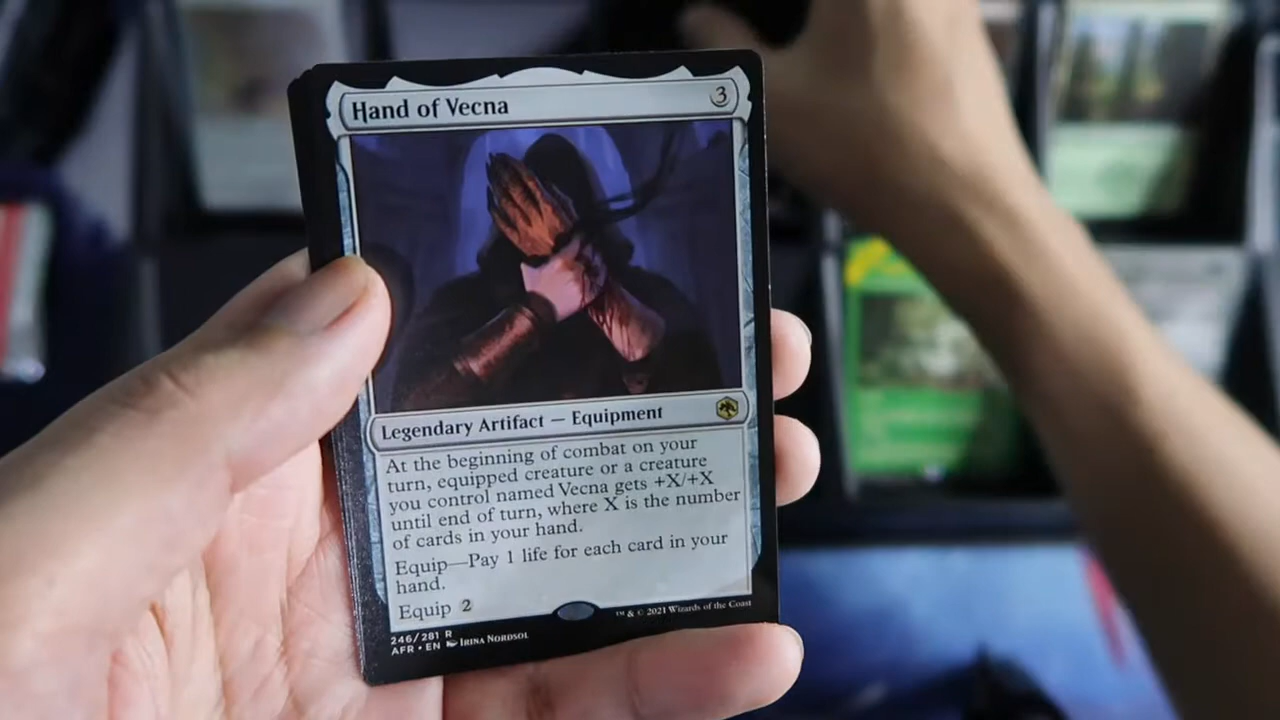 Hand of Vecna 3
Legendary Artifact — Equipment
At the beginning of combat on your
turn, equipped creature or a creature
you control named Vecna gets +X/+X
until end of turn, where X is the number
of cards in your hand.
Equip—Pay 1 life for each card in your
hand.
Equip 2
246/281 R
AFR • EN Irina Nordsol
™ & © 2021 Wizards of the Coast